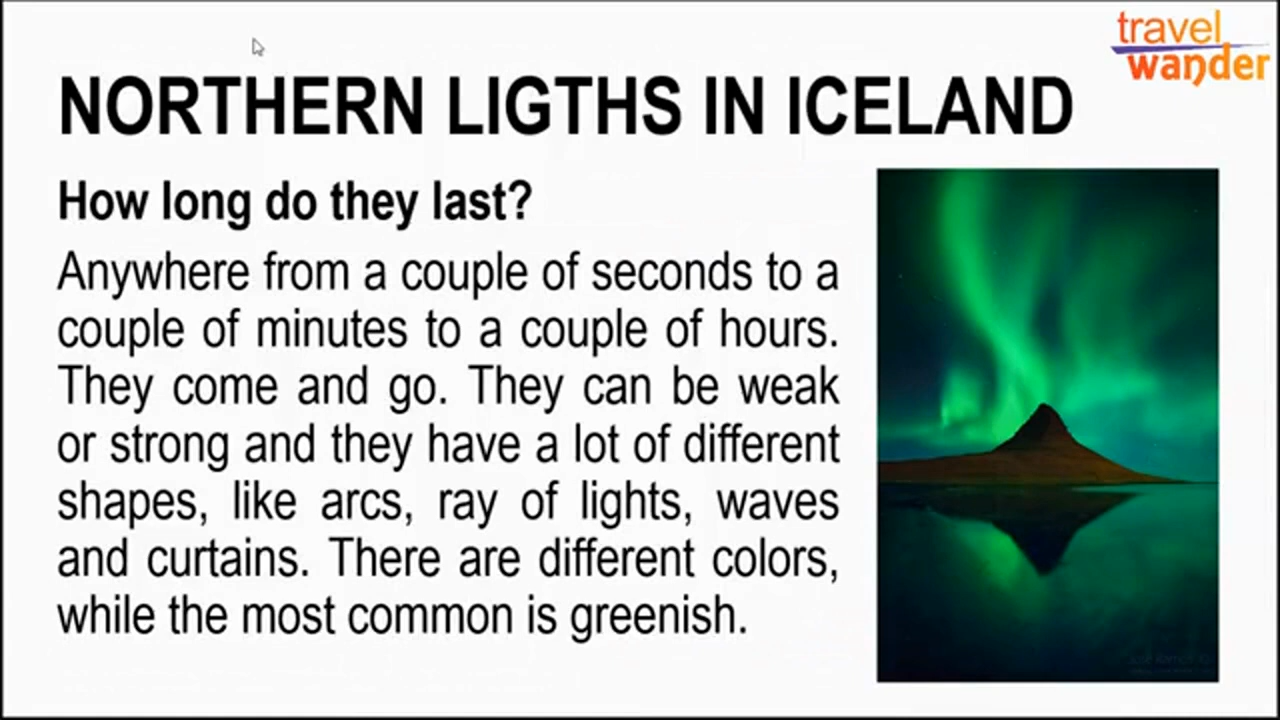 travel
wander
NORTHERN LIGTHS IN ICELAND
How long do they last?
Anywhere from a couple of seconds to a
couple of minutes to a couple of hours.
They come and go. They can be weak
or strong and they have a lot of different
shapes, like arcs, ray of lights, waves
and curtains. There are different colors,
while the most common is greenish.